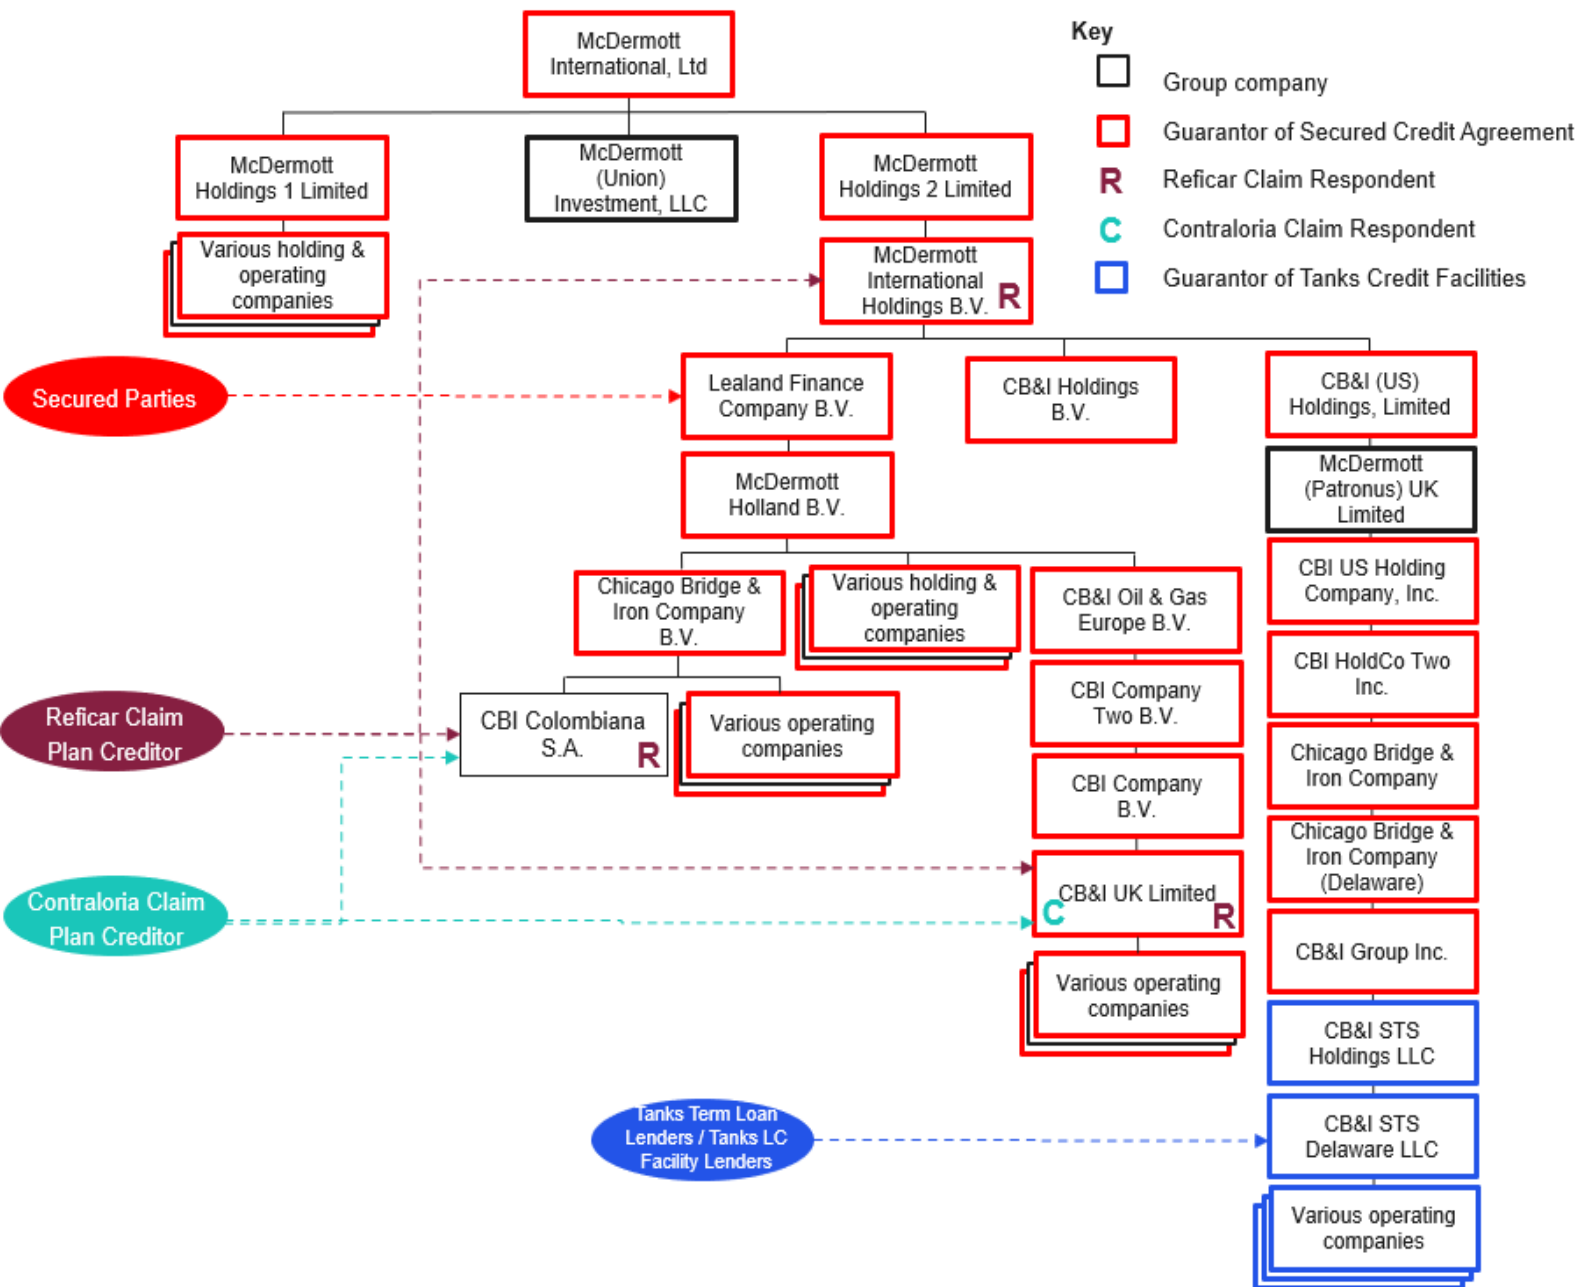 McDermott
International, Ltd
Key
Group company
Guarantor of Secured Credit Agreement
R
Reficar Claim Respondent
C
Contraloria Claim Respondent
Guarantor of Tanks Credit Facilities
McDermott
Holdings 1 Limited
McDermott
(Union)
Investment, LLC
McDermott
Holdings 2 Limited
Various holding &
operating
companies
McDermott
International
Holdings B.V.
R
Secured Parties
Lealand Finance
Company B.V.
CB&I Holdings
B.V.
CB&I (US)
Holdings, Limited
McDermott
Holland B.V.
McDermott
(Patronus) UK
Limited
Chicago Bridge &
Iron Company
B.V.
Various holding &
operating
companies
CB&I Oil & Gas
Europe B.V.
CBI US Holding
Company, Inc.
Reficar Claim
Plan Creditor
CBI Colombiana
S.A.
R
Various operating
companies
CBI Company
Two B.V.
CBI HoldCo Two
Inc.
CBI Company
B.V.
Chicago Bridge &
Iron Company
Contraloria Claim
Plan Creditor
CB&I UK Limited
C
R
Chicago Bridge &
Iron Company
(Delaware)
Various operating
companies
CB&I Group Inc.
CB&I STS
Holdings LLC
Tanks Term Loan
Lenders / Tanks LC
Facility Lenders
CB&I STS
Delaware LLC
Various operating
companies